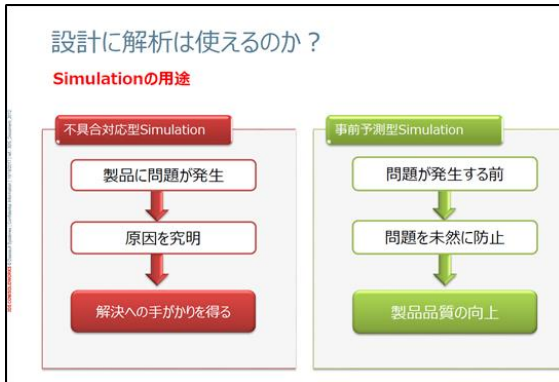 設計に解析は使えるのか？
Simulationの用途
不具合対応型Simulation
製品に問題が発生
原因を究明
解決への手がかりを得る
事前予測型Simulation
問題が発生する前
問題を未然に防止
製品品質の向上